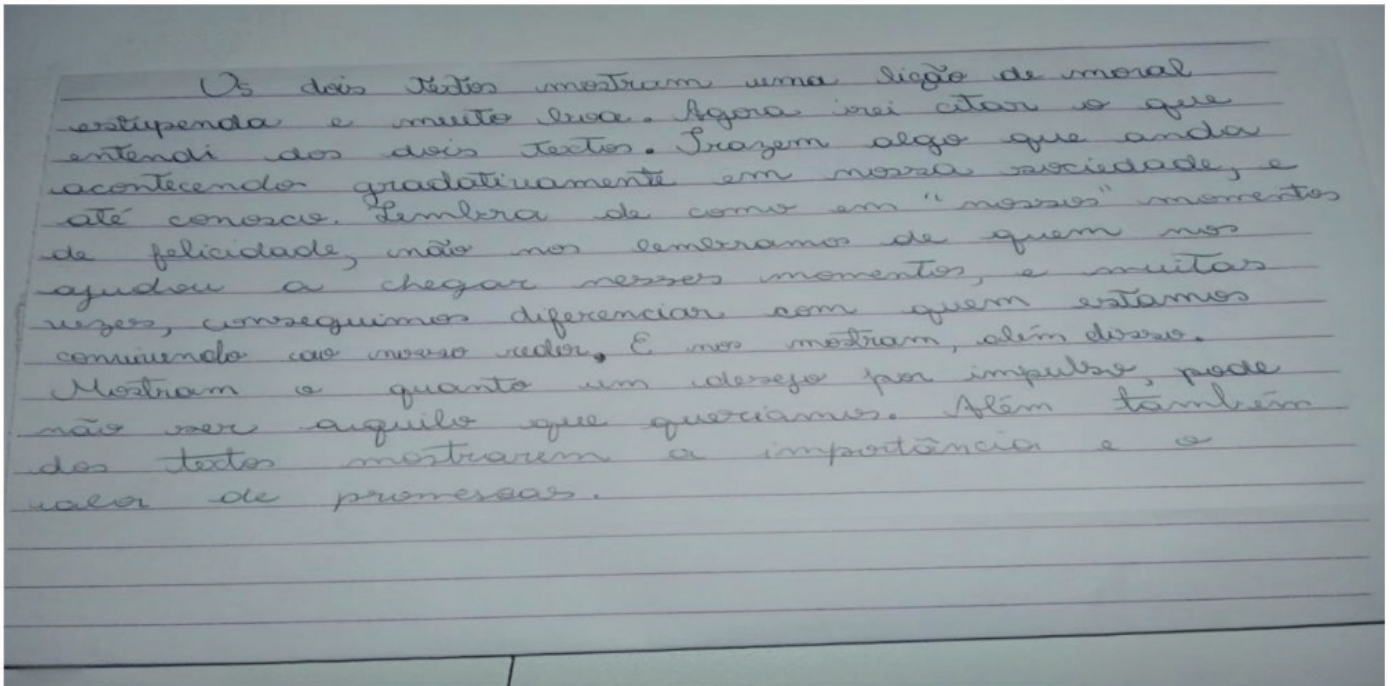 Os dois textos mostram uma lição de moral
estupenda e muito boa. Agora irei citar o que
entendi dos dois textos. Trazem algo que anda
acontecendo gradativamente em nossa sociedade, e
até conosco. Lembra de como em "nossos" momentos
de felicidade, não nos lembramos de quem nos
ajudou a chegar nesses momentos, e muitas
vezes, conseguimos diferenciar com quem estamos
convivendo ao nosso redor. E nos mostram, além disso.
Mostram o quanto um desejo por impulso, pode
não ser aquilo que queriamos. Além também
dos textos mostrarem a importância e o
valor de promessas.